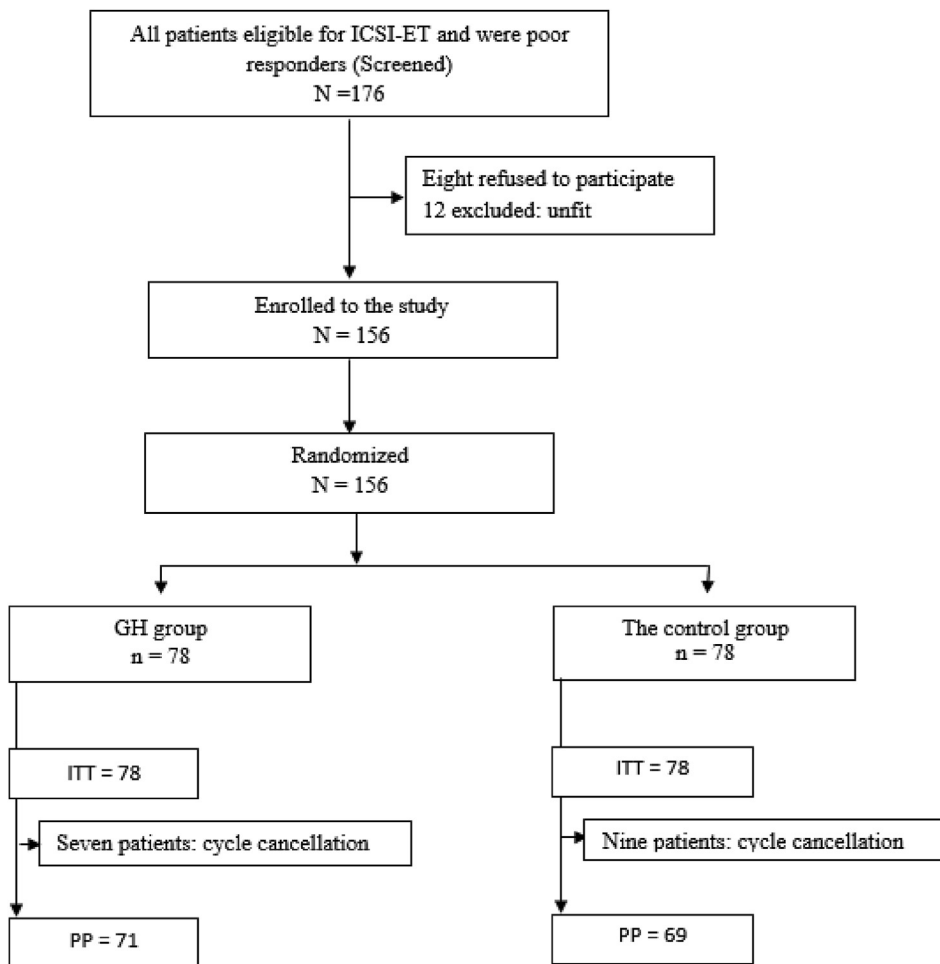 All patients eligible for ICSI-ET and were poor
responders (Screened)
N =176
Eight refused to participate
12 excluded: unfit
Enrolled to the study
N = 156
Randomized
N = 156
GH group
n = 78
The control group
n = 78
ITT = 78
ITT = 78
Seven patients: cycle cancellation
Nine patients: cycle cancellation
PP = 71
PP = 69